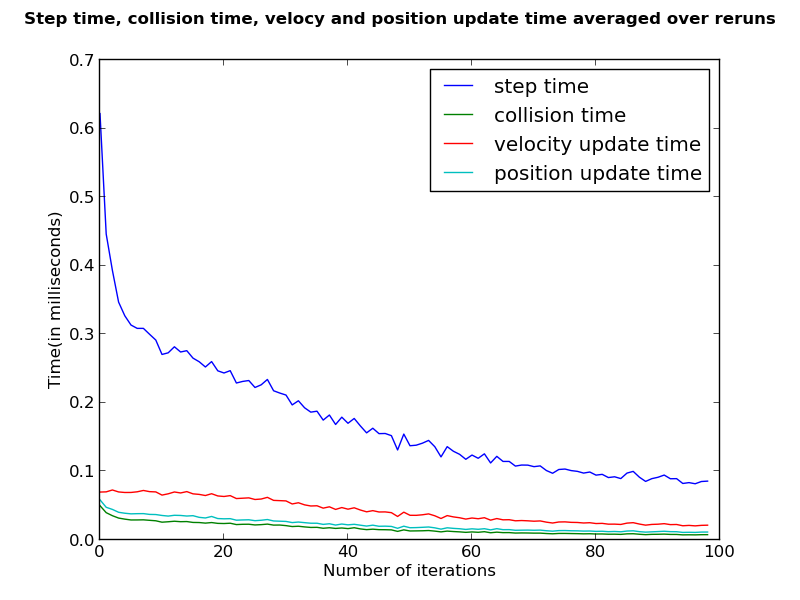 Step time, collision time, velocy and position update time averaged over reruns
0.7
0.6
0.5
0.4
0.3
0.2
0.1
0.0
Time(in milliseconds)
step time
collision time
velocity update time
position update time
0 20 40 60 80 100
Number of iterations